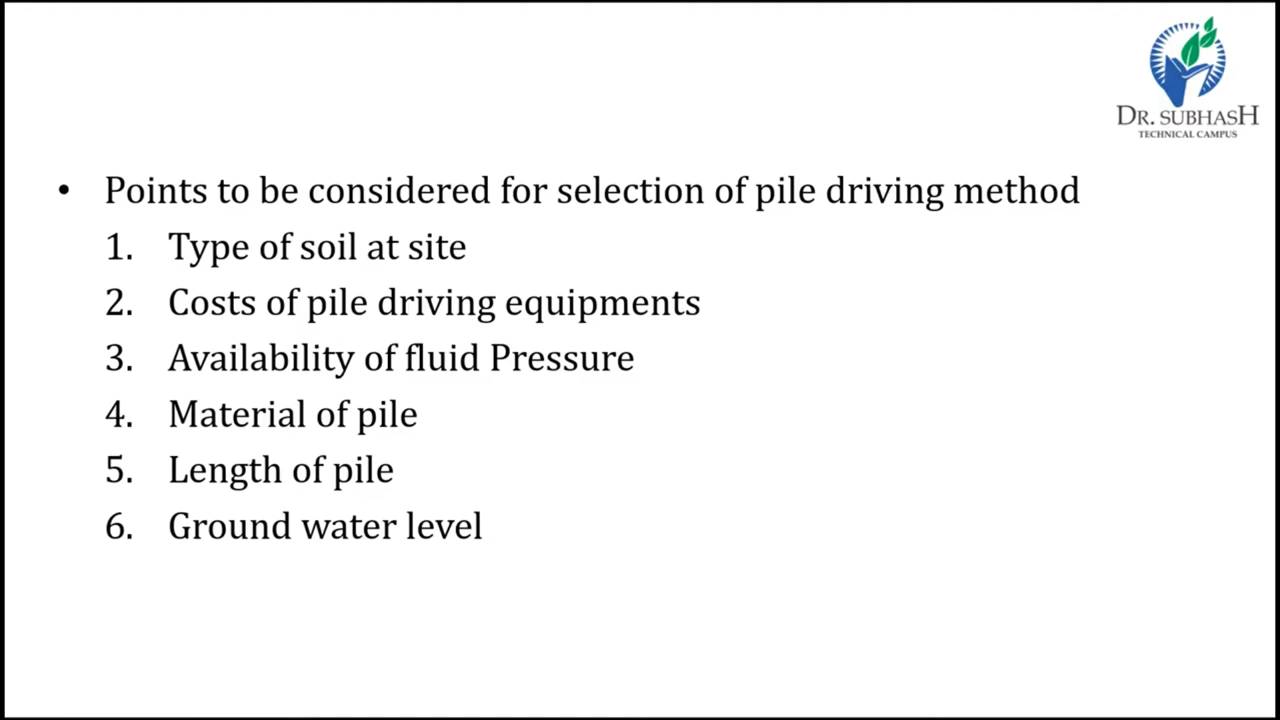 DR. SUBHASH
TECHNICAL CAMPUS
• Points to be considered for selection of pile driving method
1. Type of soil at site
2. Costs of pile driving equipments
3. Availability of fluid Pressure
4. Material of pile
5. Length of pile
6. Ground water level